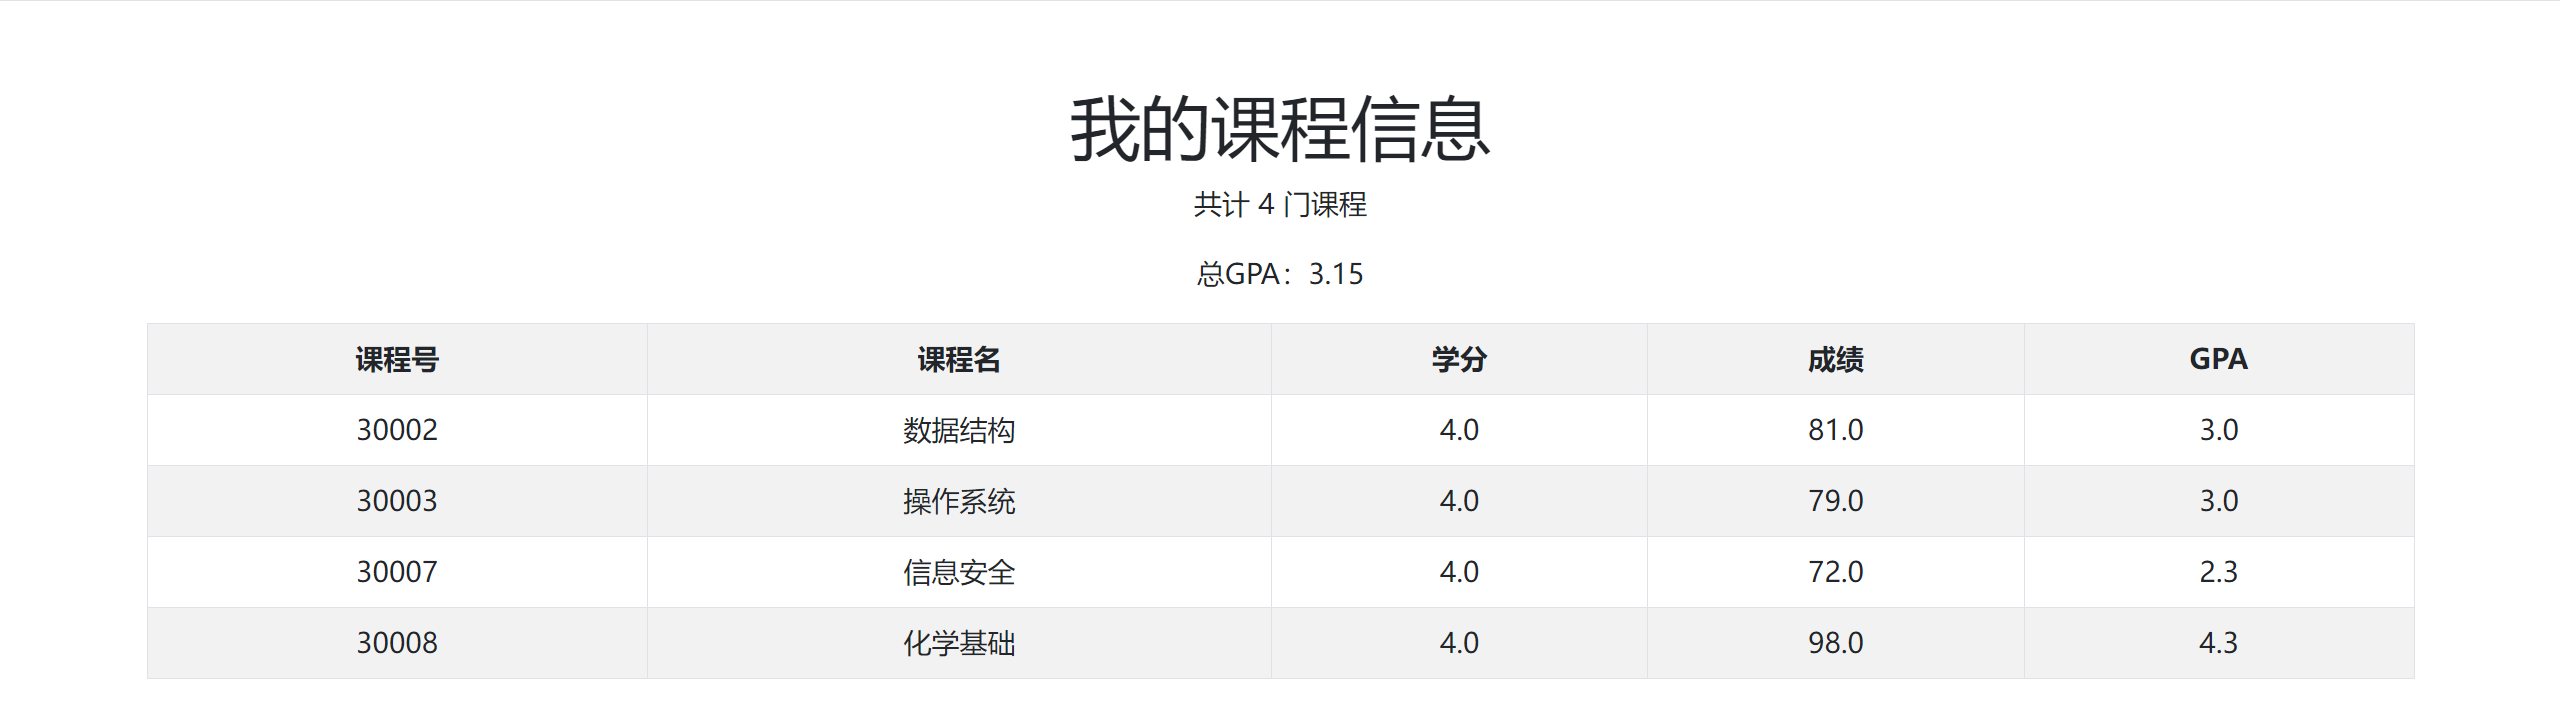 我的课程信息
共计 4 门课程
总GPA：3.15
课程号 课程名 学分 成绩 GPA
30002 数据结构 4.0 81.0 3.0
30003 操作系统 4.0 79.0 3.0
30007 信息安全 4.0 72.0 2.3
30008 化学基础 4.0 98.0 4.3